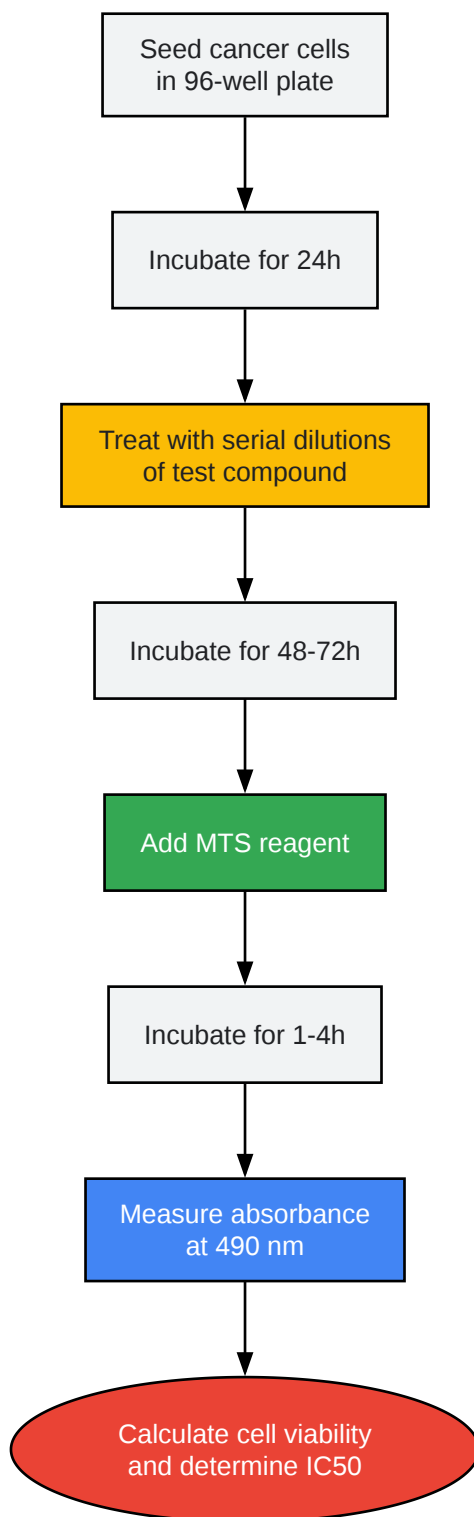 Seed cancer cells
in 96-well plate
Incubate for 24h
Treat with serial dilutions
of test compound
Incubate for 48-72h
Add MTS reagent
Incubate for 1-4h
Measure absorbance
at 490 nm
Calculate cell viability
and determine IC50